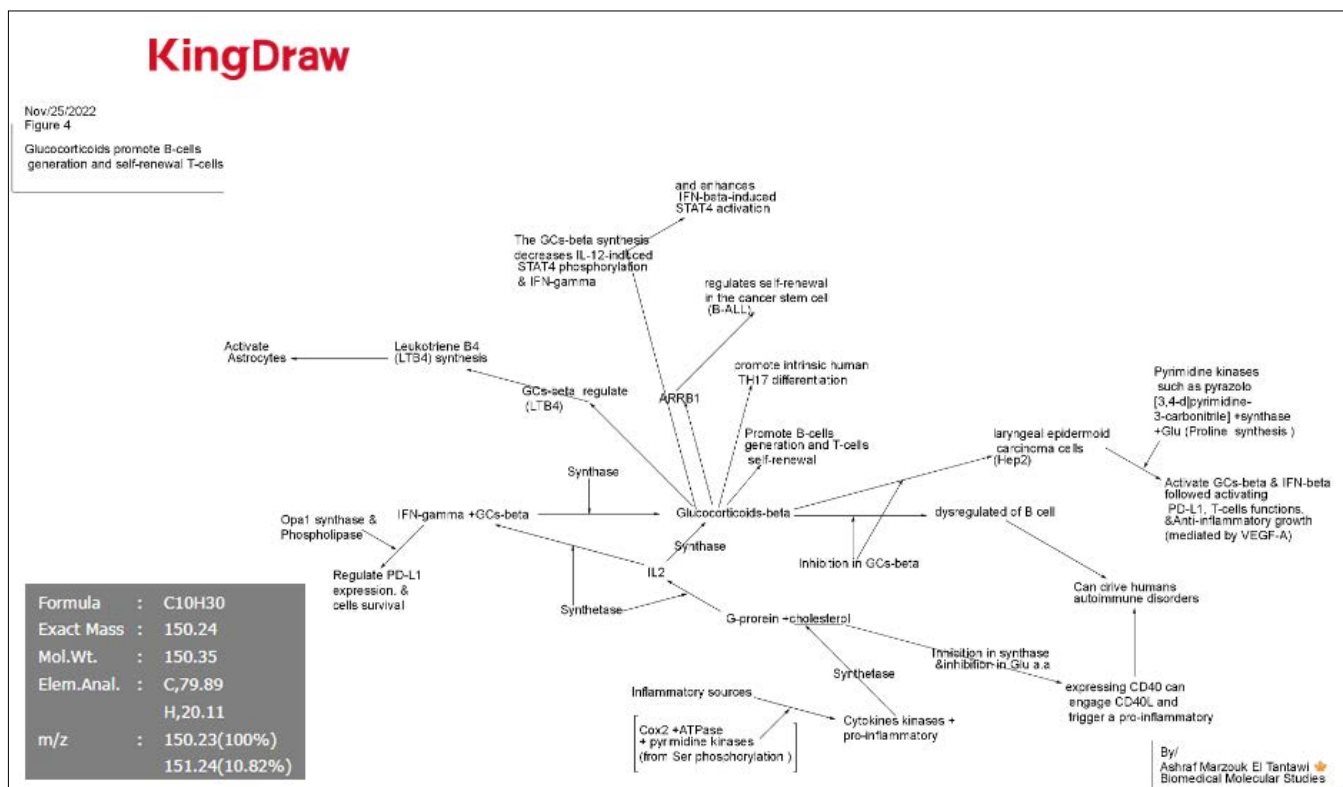 KingDraw
Nov/25/2022
Figure 4
Glucocorticoids promote B-cells
generation and self-renewal T-cells
and enhances
IFN-beta-induced
STAT4 activation
The GCs-beta synthesis
decreases IL-12-induced
STAT4 phosphorylation
& IFN-gamma
regulates self-renewal
in the cancer stem cell
(B-ALL)
Activate
Astrocytes
Leukotriene B4
(LTB4) synthesis
GCs-beta regulate
(LTB4)
ARRB1
promote intrinsic human
TH17 differentiation
Promote B-cells
generation and T-cells
self-renewal
Pyrimidine kinases
such as pyrazolo
[3,4-d]pyrimidine-
3-carbonitrile] +synthase
+Glu (Proline synthesis )
laryngeal epidermoid
carcinoma cells
(Hep2)
Activate GCs-beta & IFN-beta
followed activating
PD-L1, T-cells functions,
&Anti-inflammatory growth
(mediated by VEGF-A)
Synthase
Opa1 synthase &
Phospholipase
IFN-gamma +GCs-beta
Glucocorticoids-beta
dysregulated of B cell
Synthase
Inhibtion in GCs-beta
IL2
Regulate PD-L1
expression, &
cells survival
Synthetase
G-prorein +cholesterol
Can crive humans
autoimmune disorders
Inhisition in synthase
&inhibition in Glu a.a
Synthetase
expressing CD40 can
engage CD40L and
trigger a pro-inflammatory
Inflammatory sources
Cox2 +ATPase
+ pyrimidine kinases
(from Ser phosphorylation )
Cytokines kinases +
pro-inflammatory
Formula : C10H30
Exact Mass : 150.24
Mol.Wt. : 150.35
Elem.Anal. : C,79.89
H,20.11
m/z : 150.23(100%)
151.24(10.82%)
By/
Ashraf Marzouk El Tantawi
Biomedical Molecular Studies